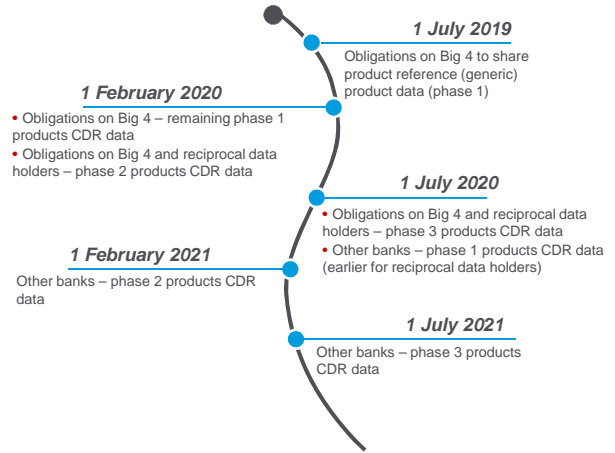 1 July 2019
Obligations on Big 4 to share
product reference (generic)
product data (phase 1)
1 February 2020
• Obligations on Big 4 – remaining phase 1
products CDR data
• Obligations on Big 4 and reciprocal data
holders – phase 2 products CDR data
1 July 2020
• Obligations on Big 4 and reciprocal data
holders – phase 3 products CDR data
• Other banks – phase 1 products CDR data
(earlier for reciprocal data holders)
1 February 2021
Other banks – phase 2 products CDR
data
1 July 2021
Other banks – phase 3 products
CDR data